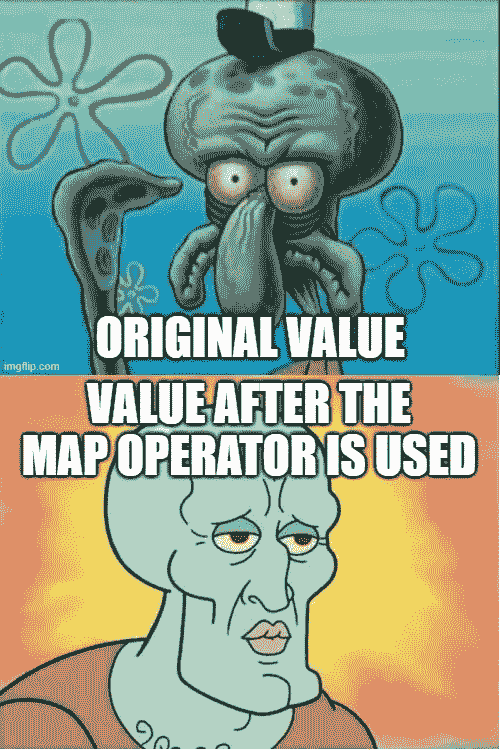 ORIGINAL VALUE
imgflip.com
VALUE AFTER THE
MAP OPERATOR IS USED